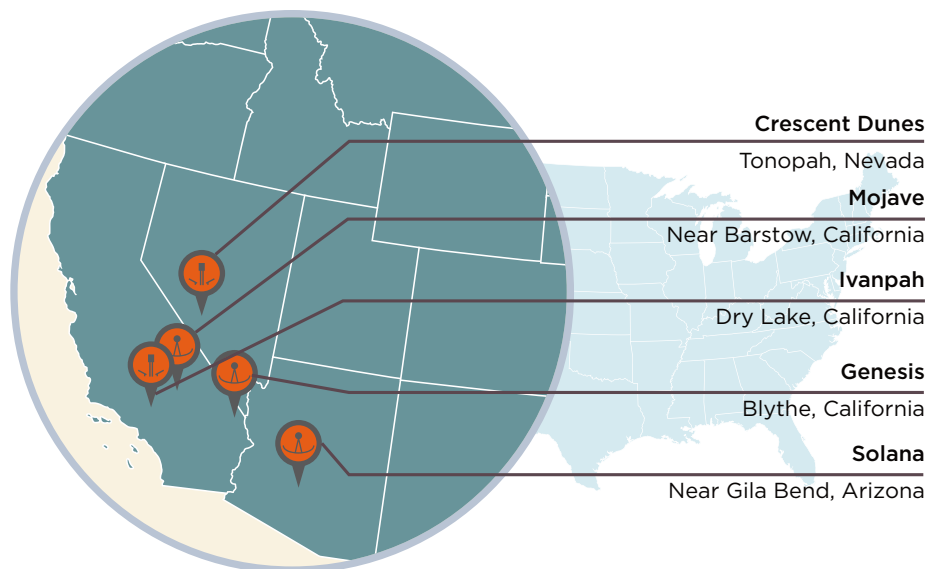 Crescent Dunes
Tonopah, Nevada
Mojave
Near Barstow, California
Ivanpah
Dry Lake, California
Genesis
Blythe, California
Solana
Near Gila Bend, Arizona